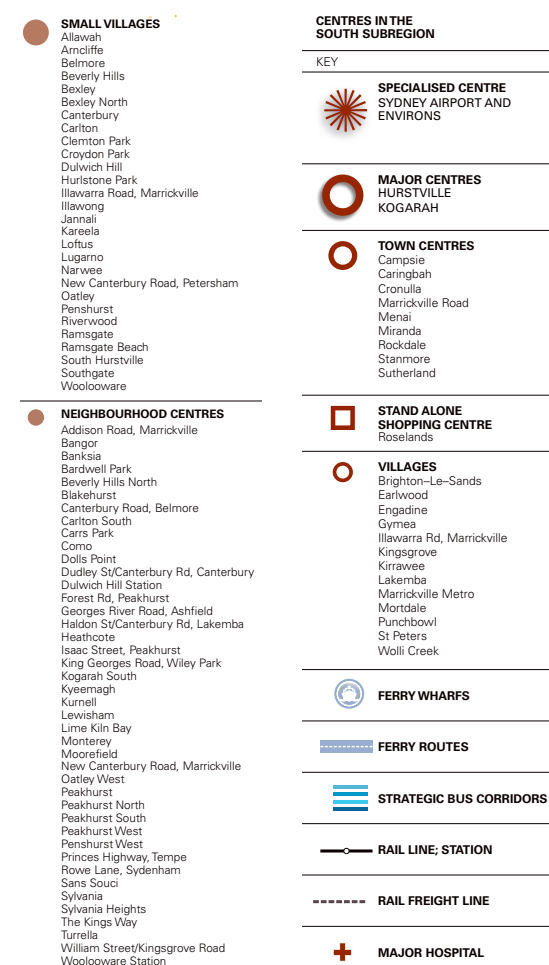 SMALL VILLAGES
Allawah
Arncliffe
Belmore
Beverly Hills
Bexley
Bexley North
Canterbury
Carlton
Clemton Park
Croydon Park
Dulwich Hill
Hurlstone Park
Illawarra Road, Marrickville
Illawong
Jannali
Kareela
Loftus
Lugarno
Narwee
New Canterbury Road, Petersham
Oatley
Penshurst
Riverwood
Ramsgate
Ramsgate Beach
South Hurstville
Southgate
Woolooware
NEIGHBOURHOOD CENTRES
Addison Road, Marrickville
Bangor
Banksia
Bardwell Park
Beverly Hills North
Blakehurst
Canterbury Road, Belmore
Carlton South
Carrs Park
Como
Dolls Point
Dudley St/Canterbury Rd, Canterbury
Dulwich Hill Station
Forest Rd, Peakhurst
Georges River Road, Ashfield
Haldon St/Canterbury Rd, Lakemba
Heathcote
Isaac Street, Peakhurst
King Georges Road, Wiley Park
Kogarah South
Kyeemagh
Kurnell
Lewisham
Lime Kiln Bay
Monterey
Moorefield
New Canterbury Road, Marrickville
Oatley West
Peakhurst
Peakhurst North
Peakhurst South
Peakhurst West
Penshurst West
Princes Highway, Tempe
Rowe Lane, Sydenham
Sans Souci
Sylvania
Sylvania Heights
The Kings Way
Turrella
William Street/Kingsgrove Road
Woolooware Station
CENTRES IN THE
SOUTH SUBREGION
KEY
SPECIALISED CENTRE
SYDNEY AIRPORT AND
ENVIRONS
MAJOR CENTRES
HURSTVILLE
KOGARAH
TOWN CENTRES
Campsie
Caringbah
Cronulla
Marrickville Road
Menai
Miranda
Rockdale
Stanmore
Sutherland
STAND ALONE
SHOPPING CENTRE
Roselands
VILLAGES
Brighton–Le–Sands
Earlwood
Engadine
Gymea
Illawarra Rd, Marrickville
Kingsgrove
Kirrawee
Lakemba
Marrickville Metro
Mortdale
Punchbowl
St Peters
Wolli Creek
FERRY WHARFS
FERRY ROUTES
STRATEGIC BUS CORRIDORS
RAIL LINE; STATION
RAIL FREIGHT LINE
MAJOR HOSPITAL